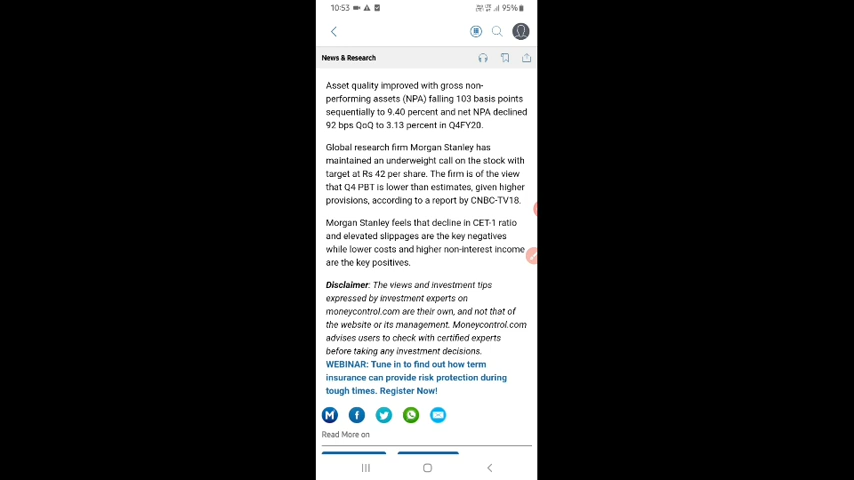 10:53
95%
News & Research
Asset quality improved with gross non-
performing assets (NPA) falling 103 basis points
sequentially to 9.40 percent and net NPA declined
92 bps QoQ to 3.13 percent in Q4FY20.
Global research firm Morgan Stanley has
maintained an underweight call on the stock with
target at Rs 42 per share. The firm is of the view
that Q4 PBT is lower than estimates, given higher
provisions, according to a report by CNBC-TV18.
Morgan Stanley feels that decline in CET-1 ratio
and elevated slippages are the key negatives
while lower costs and higher non-interest income
are the key positives.
Disclaimer: The views and investment tips
expressed by investment experts on
moneycontrol.com are their own, and not that of
the website or its management. Moneycontrol.com
advises users to check with certified experts
before taking any investment decisions.
WEBINAR: Tune in to find out how term
insurance can provide risk protection during
tough times. Register Now!
M
Read More on